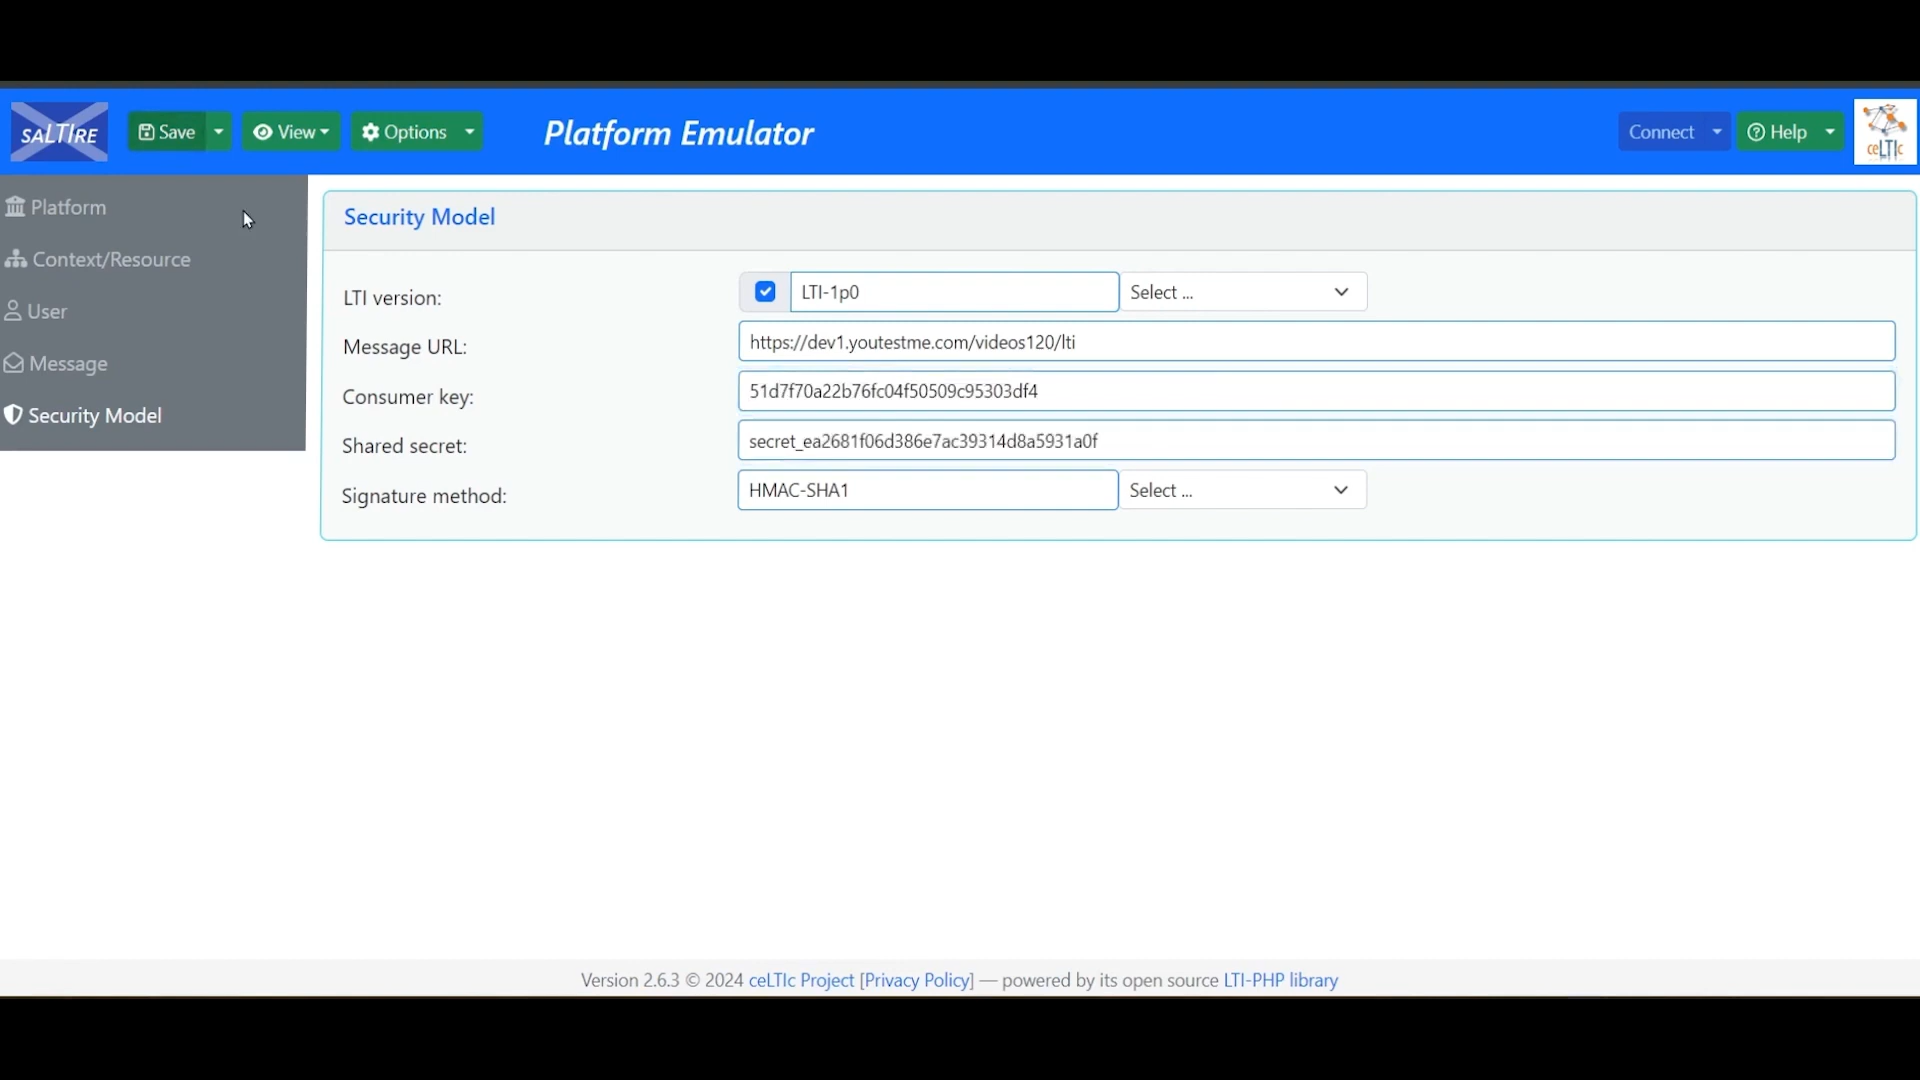 saLTIre Save View Options Platform Emulator Connect Help ceLTIc
Platform
Context/Resource
User
Message
Security Model
Security Model
LTI version: LTI-1p0 Select ...
Message URL: https://dev1.youtestme.com/videos120/lti
Consumer key: 51d7f70a22b76fc04f50509c95303df4
Shared secret: secret_ea2681f06d386e7ac39314d8a5931a0f
Signature method: HMAC-SHA1 Select ...
Version 2.6.3 © 2024 ceLTIc Project [Privacy Policy] — powered by its open source LTI-PHP library